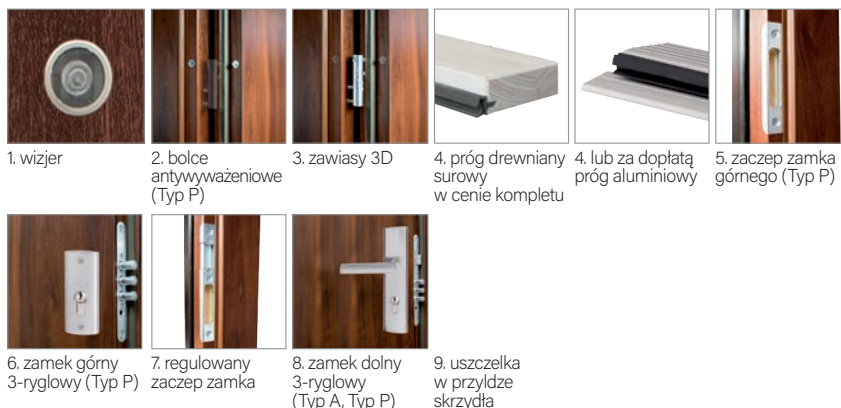 1. wizjer
2. bolce
antywyważeniowe
(Typ P)
3. zawiasy 3D
4. próg drewniany
surowy
w cenie kompletu
4. lub za dopłatą
próg aluminiowy
5. zaczep zamka
górnego (Typ P)
6. zamek górny
3-ryglowy (Typ P)
7. regulowany
zaczep zamka
8. zamek dolny
3-ryglowy
(Typ A, Typ P)
9. uszczelka
w przyldze
skrzydła